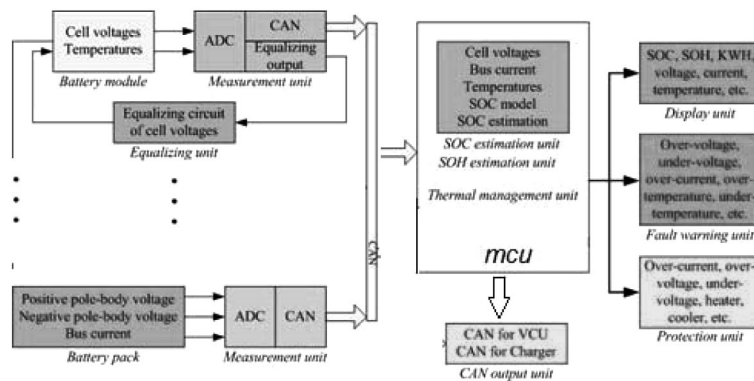 Cell voltages
Temperatures
Battery module
ADC
CAN
Equalizing
output
Measurement unit
Equalizing circuit
of cell voltages
Equalizing unit
Positive pole-body voltage
Negative pole-body voltage
Bus current
Battery pack
ADC
CAN
Measurement unit
CAN
Cell voltages
Bus current
Temperatures
SOC model
SOC estimation
SOC estimation unit
SOH estimation unit
Thermal management unit
mcu
CAN for VCU
CAN for Charger
CAN output unit
SOC, SOH, KWH,
voltage, current,
temperature, etc.
Display unit
Over-voltage,
under-voltage,
over-current, over-
temperature, under-
temperature, etc.
Fault warning unit
Over-current, over-
voltage, under-
voltage, heater,
cooler, etc.
Protection unit